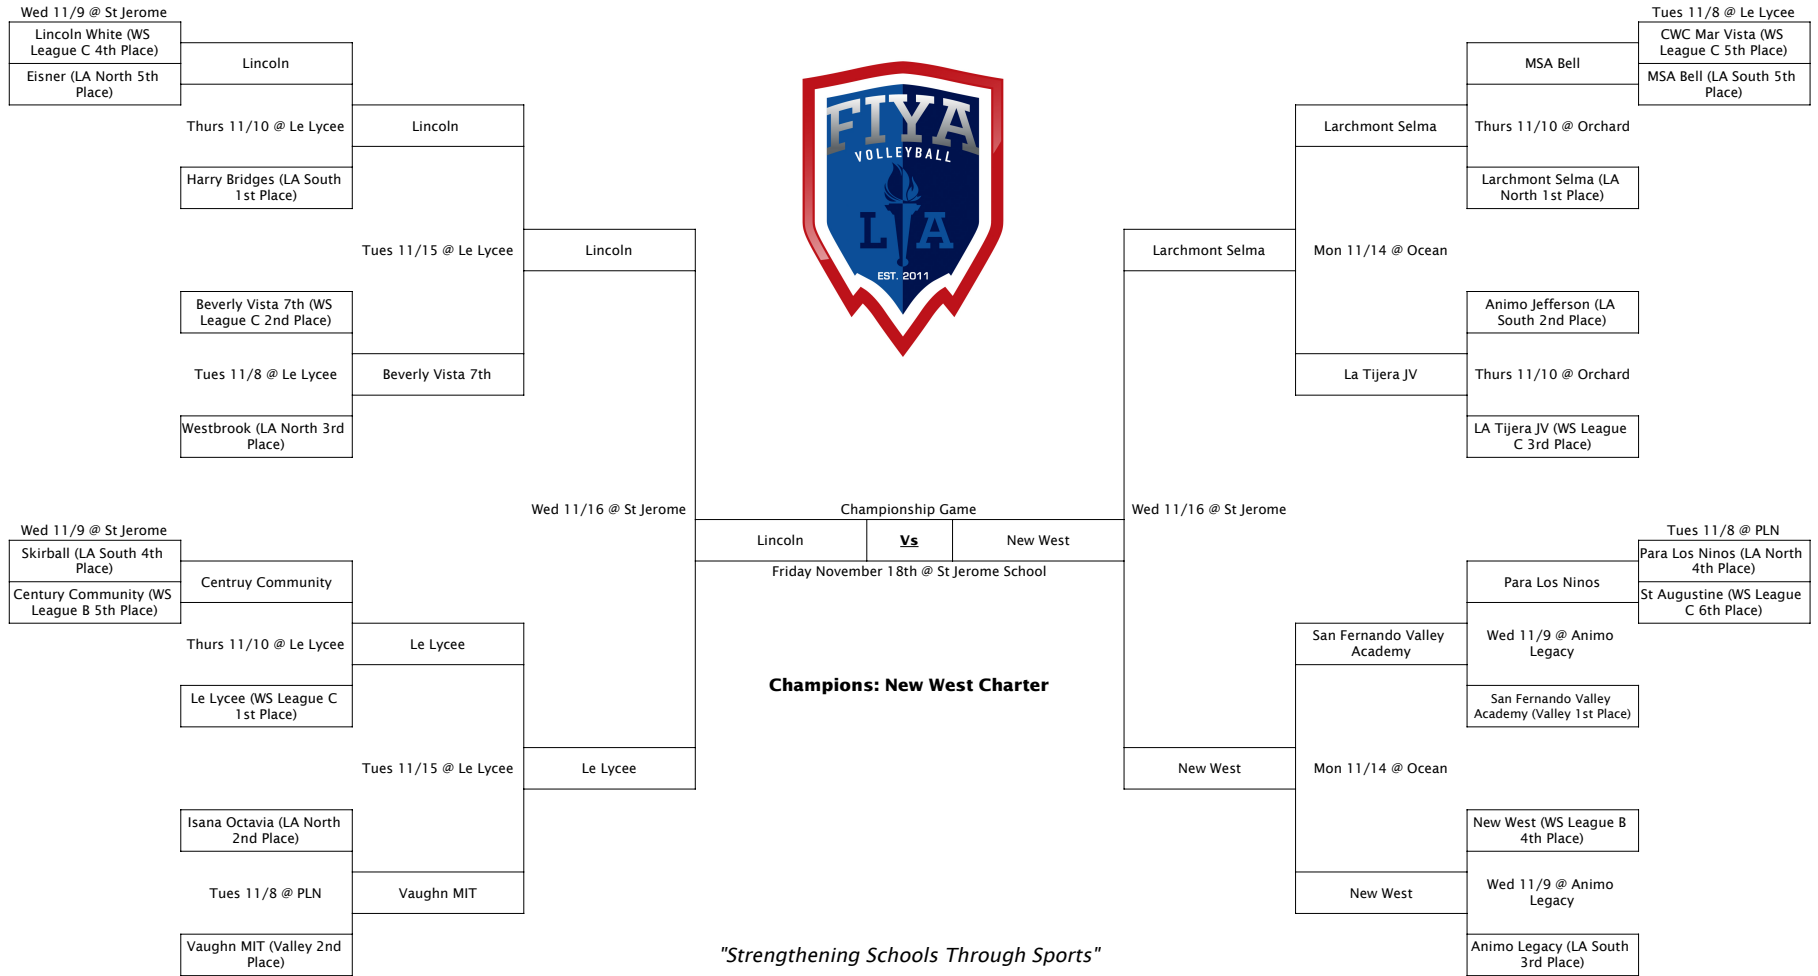 Wed 11/9 @ St Jerome
Lincoln White (WS
League C 4th Place)
Eisner (LA North 5th
Place)
Lincoln
Thurs 11/10 @ Le Lycee
Lincoln
Harry Bridges (LA South
1st Place)
Tues 11/15 @ Le Lycee
Lincoln
Beverly Vista 7th (WS
League C 2nd Place)
Tues 11/8 @ Le Lycee
Beverly Vista 7th
Westbrook (LA North 3rd
Place)
Wed 11/16 @ St Jerome
Wed 11/9 @ St Jerome
Skirball (LA South 4th
Place)
Century Community (WS
League B 5th Place)
Centruy Community
Thurs 11/10 @ Le Lycee
Le Lycee
Le Lycee (WS League C
1st Place)
Tues 11/15 @ Le Lycee
Le Lycee
Isana Octavia (LA North
2nd Place)
Tues 11/8 @ PLN
Vaughn MIT
Vaughn MIT (Valley 2nd
Place)
FIYA
VOLLEYBALL
LA
EST. 2011
Championship Game
Lincoln
Vs
New West
Friday November 18th @ St Jerome School
Champions: New West Charter
"Strengthening Schools Through Sports"
Tues 11/8 @ Le Lycee
CWC Mar Vista (WS
League C 5th Place)
MSA Bell (LA South 5th
Place)
MSA Bell
Larchmont Selma
Thurs 11/10 @ Orchard
Larchmont Selma (LA
North 1st Place)
Larchmont Selma
Mon 11/14 @ Ocean
Animo Jefferson (LA
South 2nd Place)
La Tijera JV
Thurs 11/10 @ Orchard
LA Tijera JV (WS League
C 3rd Place)
Wed 11/16 @ St Jerome
Tues 11/8 @ PLN
Para Los Ninos (LA North
4th Place)
St Augustine (WS League
C 6th Place)
Para Los Ninos
San Fernando Valley
Academy
Wed 11/9 @ Animo
Legacy
San Fernando Valley
Academy (Valley 1st Place)
New West
Mon 11/14 @ Ocean
New West (WS League B
4th Place)
New West
Wed 11/9 @ Animo
Legacy
Animo Legacy (LA South
3rd Place)